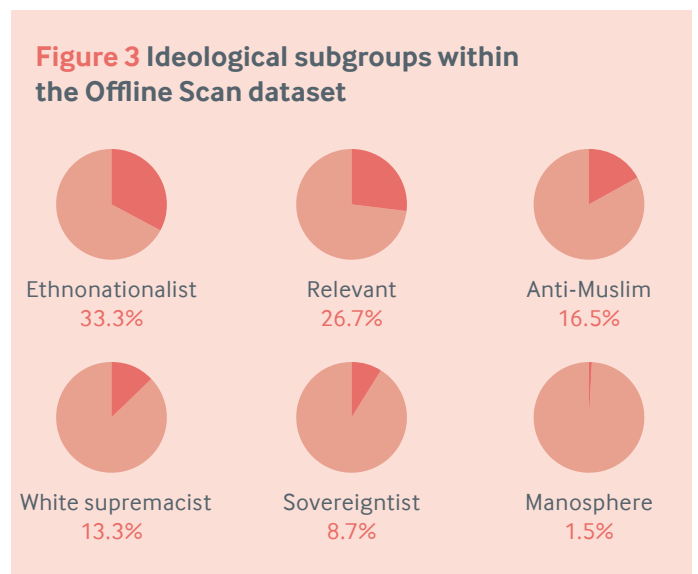 Figure 3 Ideological subgroups within
the Offline Scan dataset
Ethnonationalist
33.3%
Relevant
26.7%
Anti-Muslim
16.5%
White supremacist
13.3%
Sovereigntist
8.7%
Manosphere
1.5%